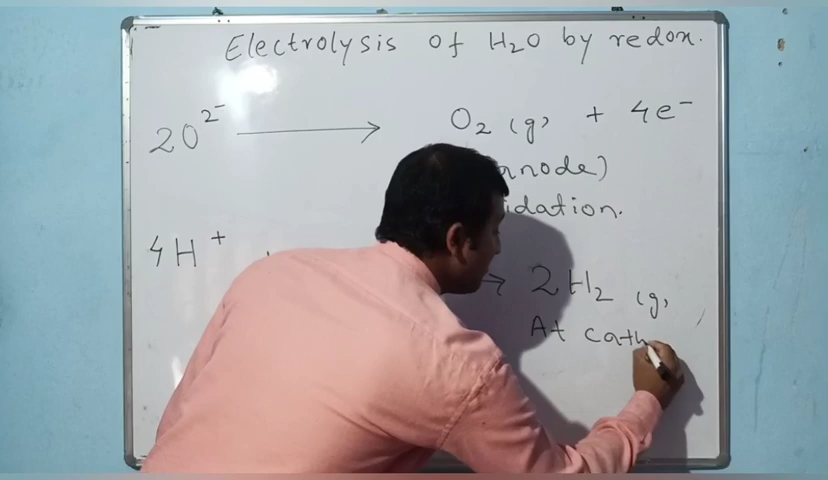 Electrolysis of H₂O by redox.
2O²⁻ ⟶ O₂ (g) + 4e⁻
anode)
idation.
4H⁺ → 2H₂ (g)
At cath